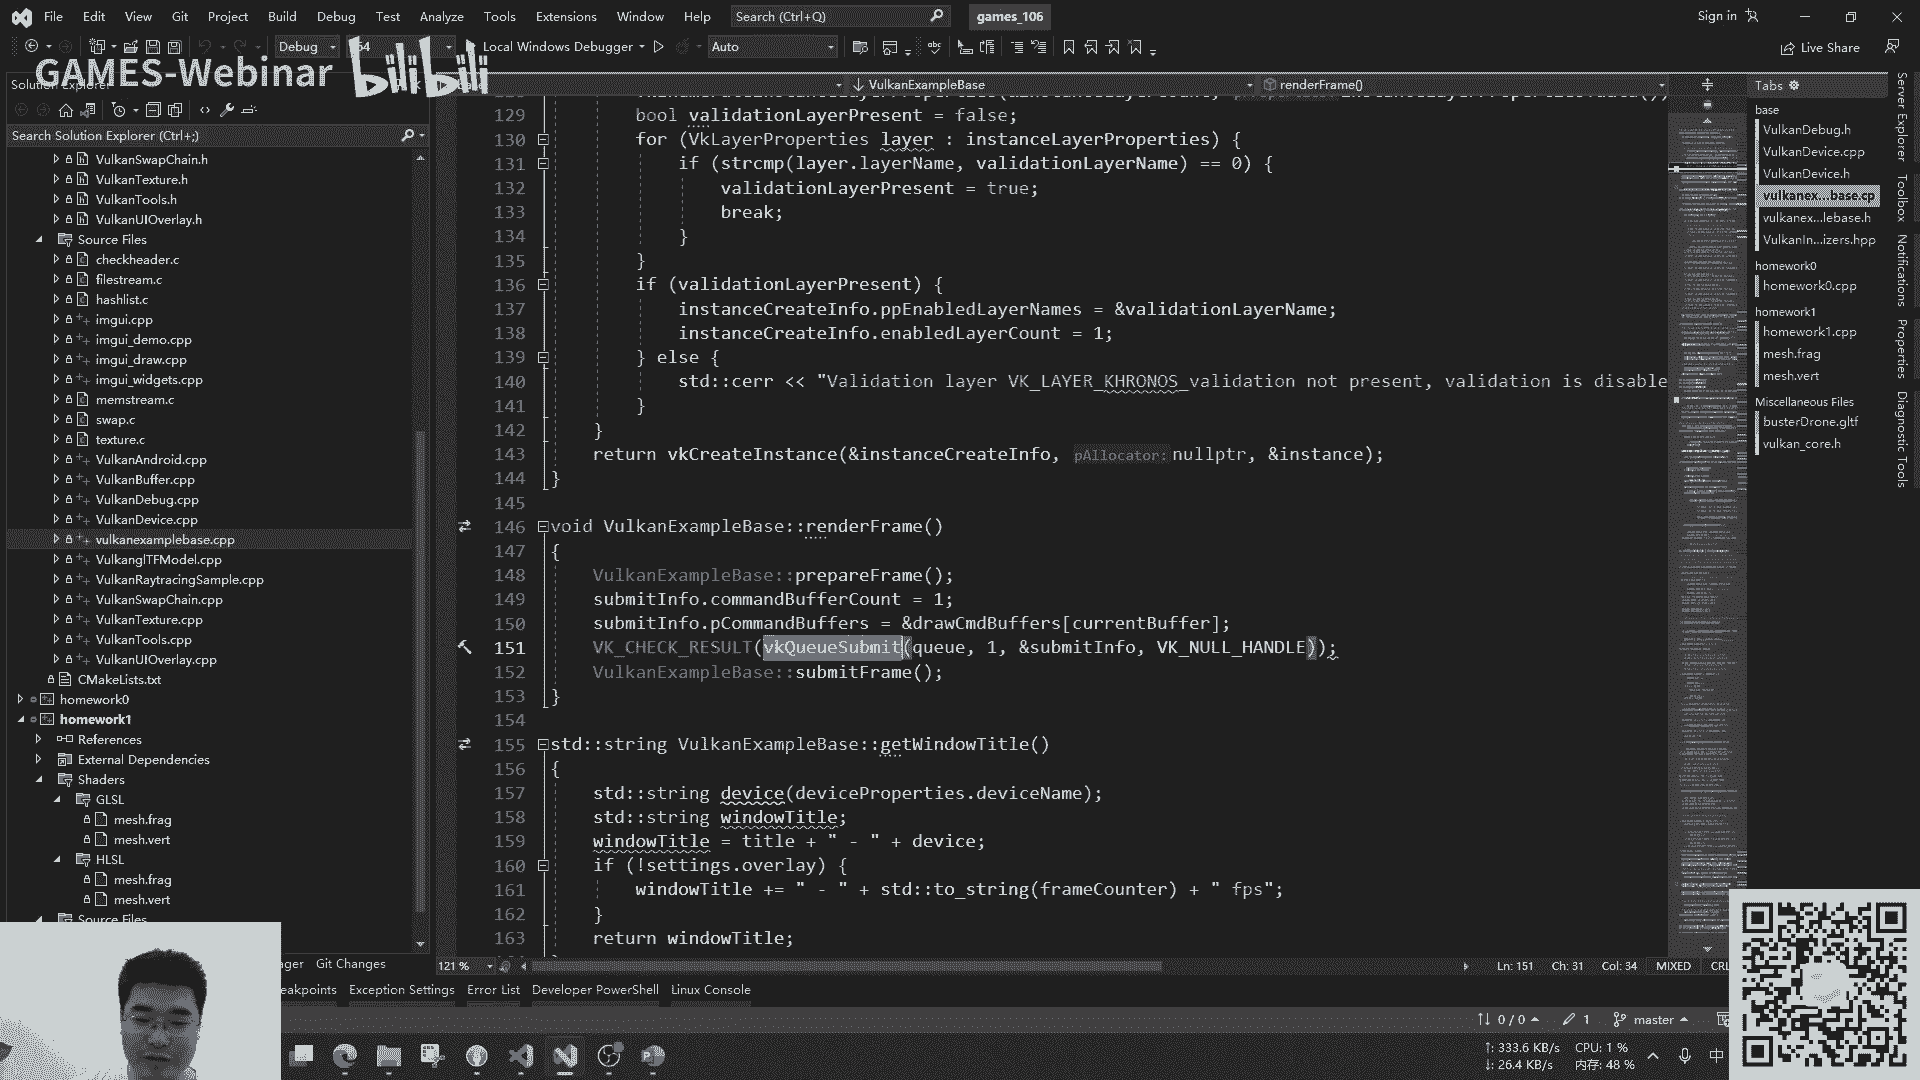 File Edit View Git Project Build Debug Test Analyze Tools Extensions Window Help Search (Ctrl+Q) games_106 Sign in
Debug 64 Local Windows Debugger Auto Live Share
GAMES-Webinar bilibili
Solution Explorer
VulkanExampleBase renderFrame()
Search Solution Explorer (Ctrl+;)
VulkanSwapChain.h
VulkanTexture.h
VulkanTools.h
VulkanUIOverlay.h
Source Files
checkheader.c
filestream.c
hashlist.c
imgui.cpp
imgui_demo.cpp
imgui_draw.cpp
imgui_widgets.cpp
memstream.c
swap.c
texture.c
VulkanAndroid.cpp
VulkanBuffer.cpp
VulkanDebug.cpp
VulkanDevice.cpp
vulkanexamplebase.cpp
VulkanglTFModel.cpp
VulkanRaytracingSample.cpp
VulkanSwapChain.cpp
VulkanTexture.cpp
VulkanTools.cpp
VulkanUIOverlay.cpp
CMakeLists.txt
homework0
homework1
References
External Dependencies
Shaders
GLSL
mesh.frag
mesh.vert
HLSL
mesh.frag
mesh.vert
Source Files
129 bool validationLayerPresent = false;
130 for (VkLayerProperties layer : instanceLayerProperties) {
131 if (strcmp(layer.layerName, validationLayerName) == 0) {
132 validationLayerPresent = true;
133 break;
134 }
135 }
136 if (validationLayerPresent) {
137 instanceCreateInfo.ppEnabledLayerNames = &validationLayerName;
138 instanceCreateInfo.enabledLayerCount = 1;
139 } else {
140 std::cerr << "Validation layer VK_LAYER_KHRONOS_validation not present, validation is disable
141 }
142 }
143 return vkCreateInstance(&instanceCreateInfo, pAllocator: nullptr, &instance);
144 }
145
146 void VulkanExampleBase::renderFrame()
147 {
148 VulkanExampleBase::prepareFrame();
149 submitInfo.commandBufferCount = 1;
150 submitInfo.pCommandBuffers = &drawCmdBuffers[currentBuffer];
151 VK_CHECK_RESULT(vkQueueSubmit(queue, 1, &submitInfo, VK_NULL_HANDLE));
152 VulkanExampleBase::submitFrame();
153 }
154
155 std::string VulkanExampleBase::getWindowTitle()
156 {
157 std::string device(deviceProperties.deviceName);
158 std::string windowTitle;
159 windowTitle = title + " - " + device;
160 if (!settings.overlay) {
161 windowTitle += " - " + std::to_string(frameCounter) + " fps";
162 }
163 return windowTitle;
Tabs
base
VulkanDebug.h
VulkanDevice.cpp
VulkanDevice.h
vulkanex...base.cp
vulkanex...lebase.h
VulkanIn...izers.hpp
homework0
homework0.cpp
homework1
homework1.cpp
mesh.frag
mesh.vert
Miscellaneous Files
busterDrone.gltf
vulkan_core.h
Server Explorer
Toolbox
Notifications
Properties
Diagnostic Tools
ager Git Changes
121 % Ln: 151 Ch: 31 Col: 34 MIXED CRL
eakpoints Exception Settings Error List Developer PowerShell Linux Console
0 / 0 1 master
↑: 333.6 KB/s CPU: 1 %
↓: 26.4 KB/s 内存: 48 %
中